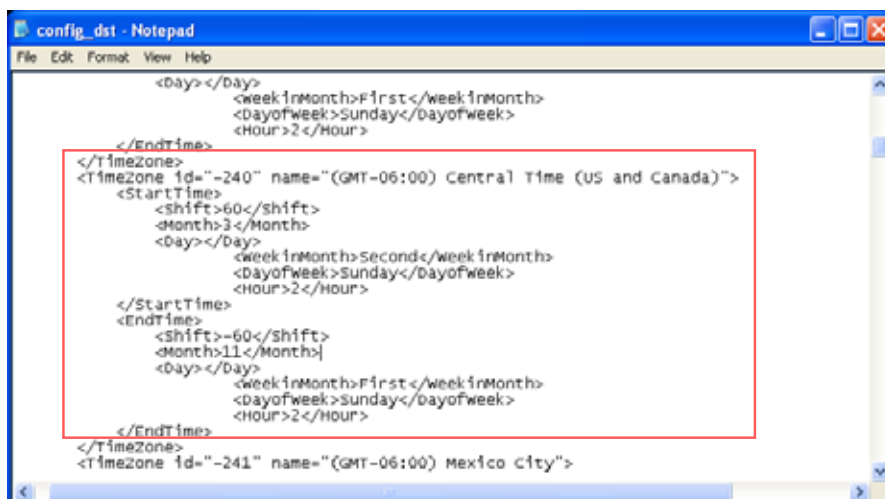 config_dst - Notepad
File Edit Format View Help
<Day></Day>
<WeekinMonth>First</WeekinMonth>
<DayofWeek>Sunday</DayofWeek>
<Hour>2</Hour>
</EndTime>
</TimeZone>
<TimeZone id="-240" name="(GMT-06:00) Central Time (US and Canada)">
<StartTime>
<Shift>60</Shift>
<Month>3</Month>
<Day></Day>
<WeekinMonth>Second</WeekinMonth>
<DayofWeek>Sunday</DayofWeek>
<Hour>2</Hour>
</StartTime>
<EndTime>
<Shift>-60</Shift>
<Month>11</Month>
<Day></Day>
<WeekinMonth>First</WeekinMonth>
<DayofWeek>Sunday</DayofWeek>
<Hour>2</Hour>
</EndTime>
</TimeZone>
<TimeZone id="-241" name="(GMT-06:00) Mexico City">